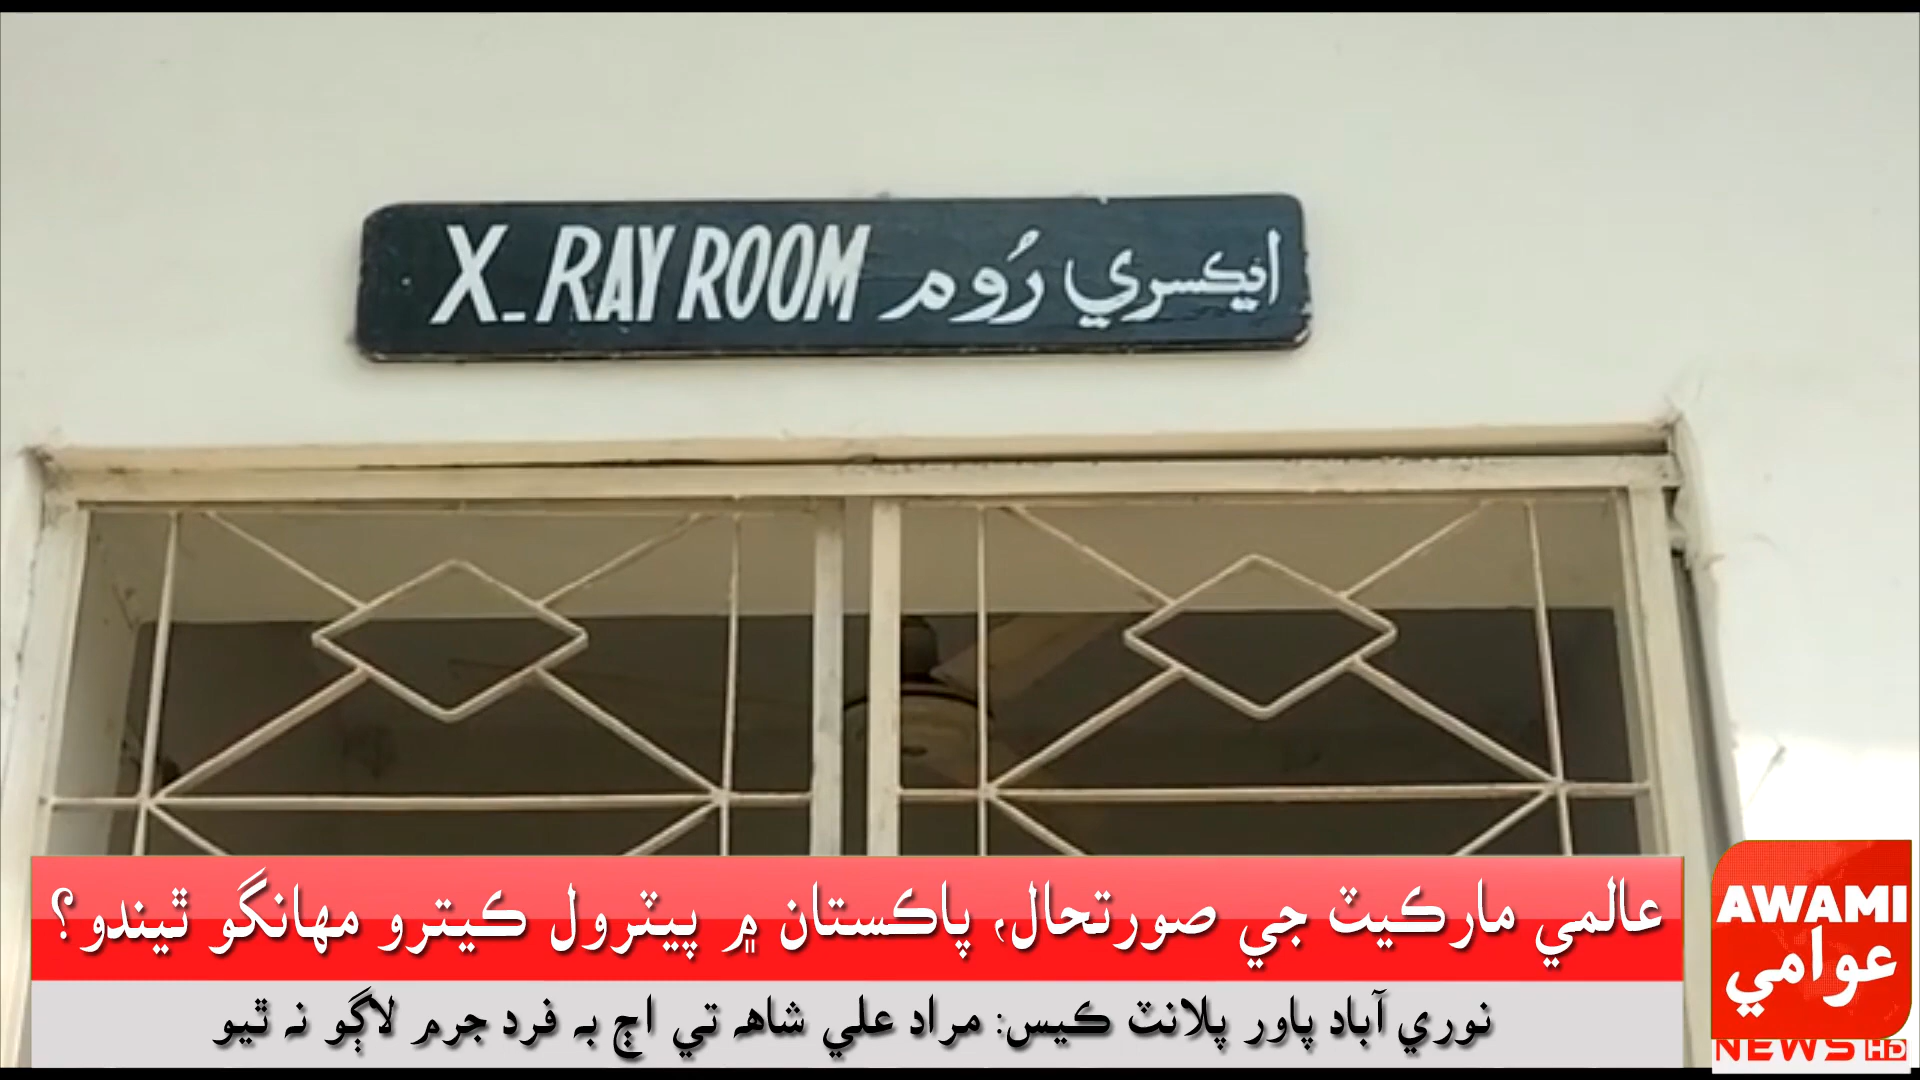 X-RAY ROOM ايڪسري رُوم
عالمي مارڪيٽ جي صورتحال، پاڪستان ۾ پيٽرول ڪيترو مهانگو ٿيندو؟
نوري آباد پاور پلانٽ ڪيس: مراد علي شاهه تي اڄ به فرد جرم لاڳو نه ٿيو
AWAMI
عوامي
NEWS HD